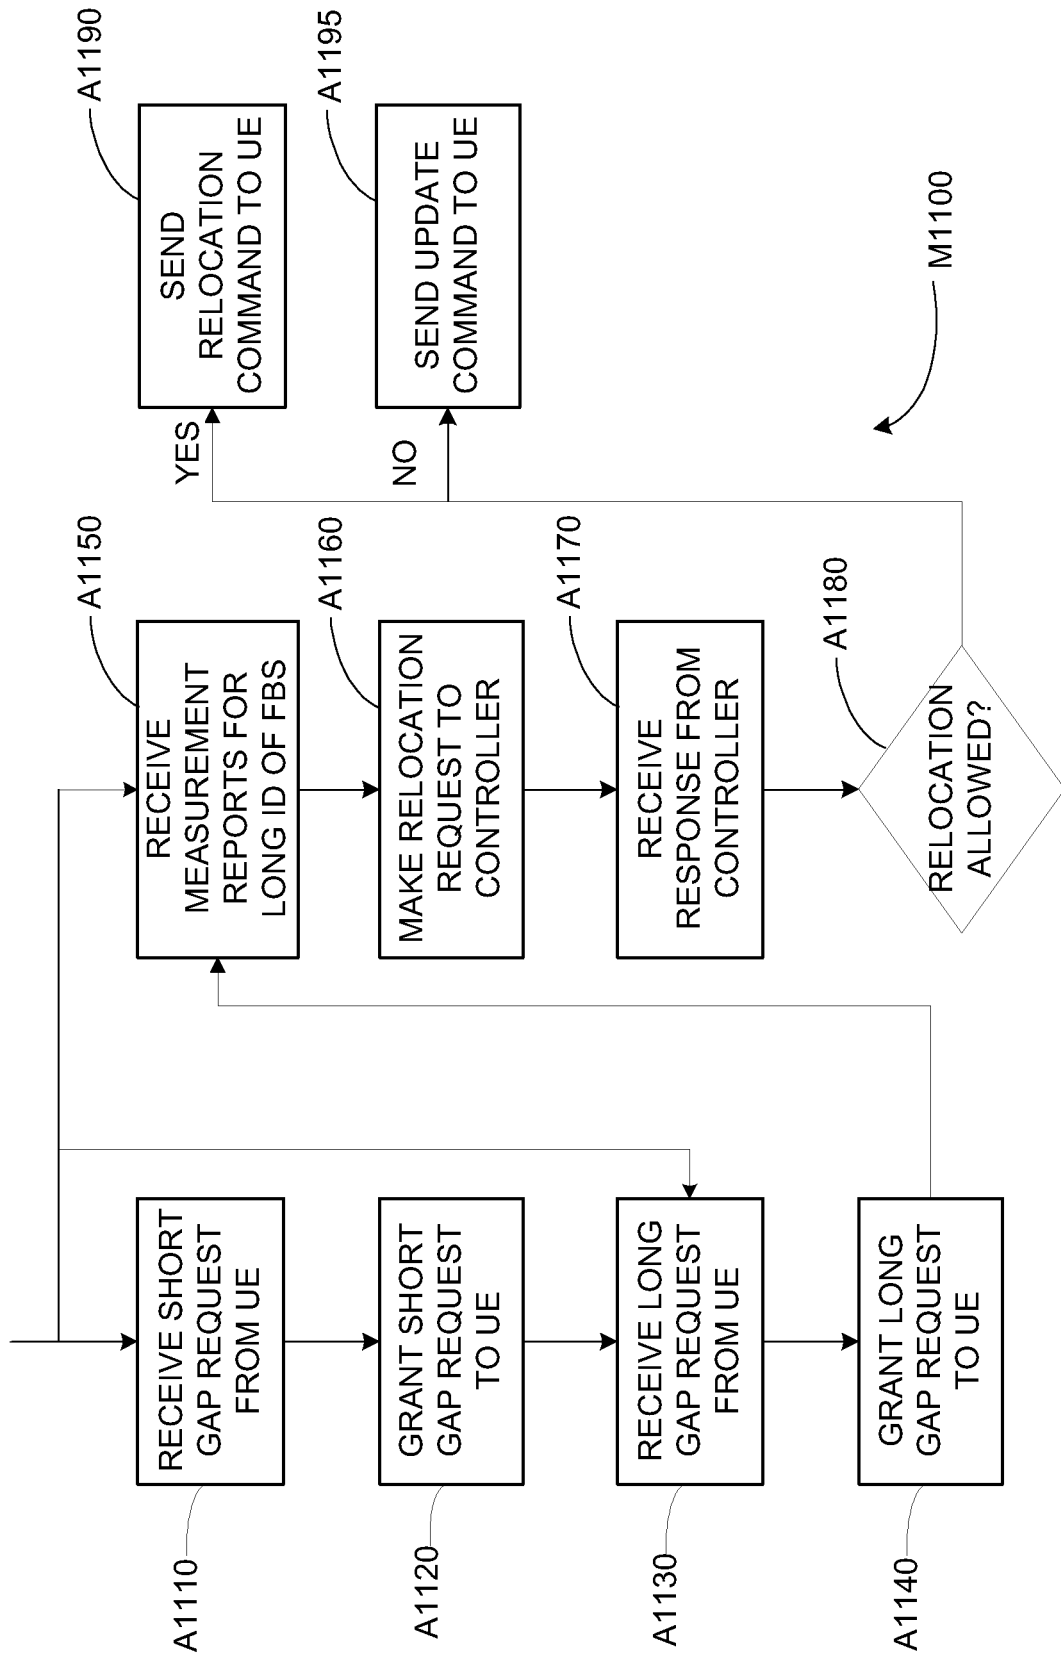 A1110
RECEIVE SHORT
GAP REQUEST
FROM UE
A1120
GRANT SHORT
GAP REQUEST
TO UE
A1130
RECEIVE LONG
GAP REQUEST
FROM UE
A1140
GRANT LONG
GAP REQUEST
TO UE
A1150
RECEIVE
MEASUREMENT
REPORTS FOR
LONG ID OF FBS
A1160
MAKE RELOCATION
REQUEST TO
CONTROLLER
A1170
RECEIVE
RESPONSE FROM
CONTROLLER
A1180
RELOCATION
ALLOWED?
YES
A1190
SEND
RELOCATION
COMMAND TO UE
NO
A1195
SEND UPDATE
COMMAND TO UE
M1100